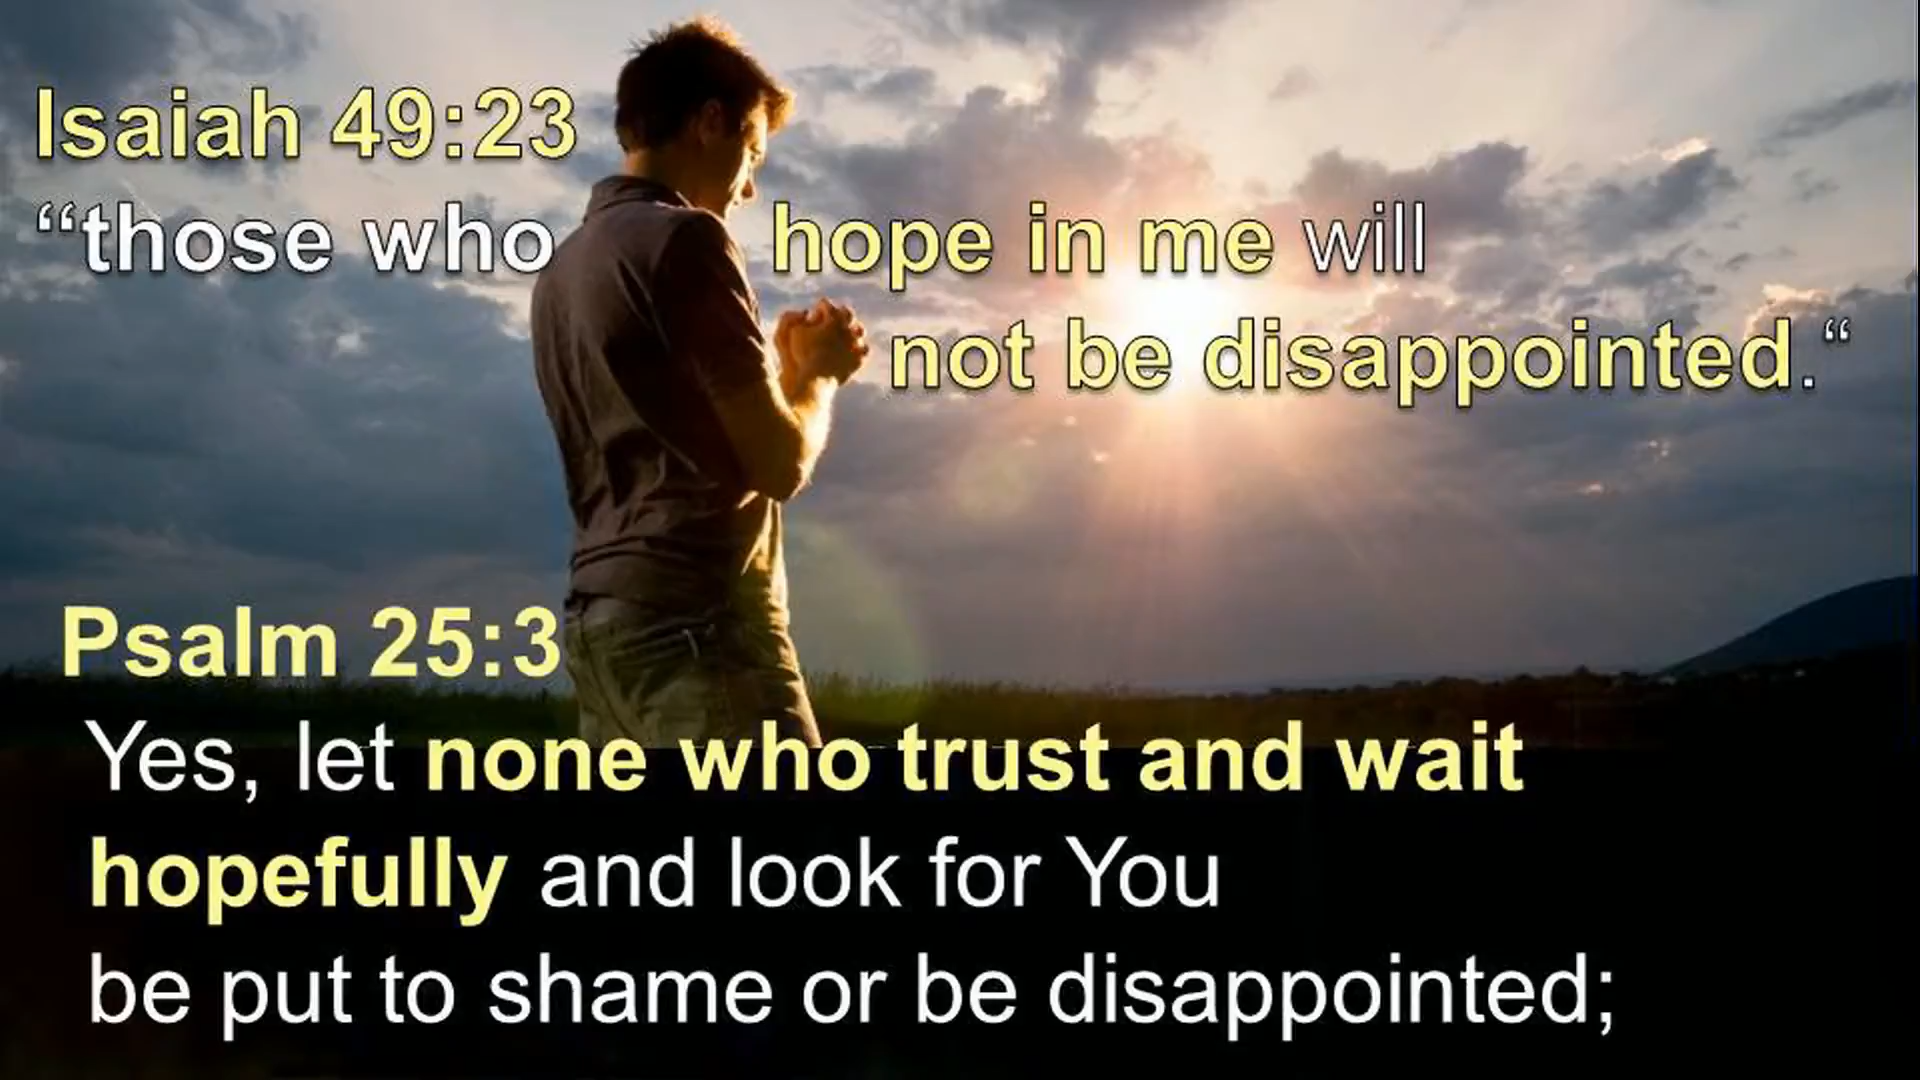 Isaiah 49:23
“those who hope in me will
not be disappointed.“
Psalm 25:3
Yes, let none who trust and wait
hopefully and look for You
be put to shame or be disappointed;